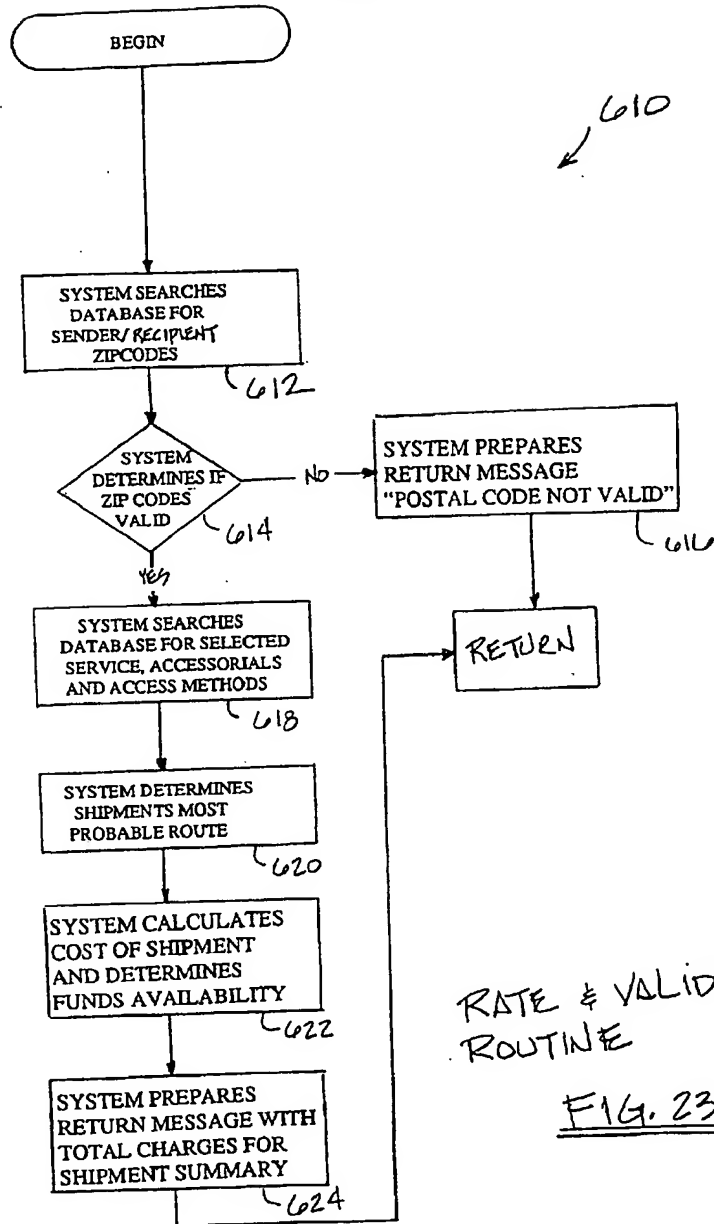 BEGIN
610
SYSTEM SEARCHES
DATABASE FOR
SENDER/RECIPIENT
ZIPCODES
612
SYSTEM
DETERMINES IF
ZIP CODES
VALID
614
NO
SYSTEM PREPARES
RETURN MESSAGE
"POSTAL CODE NOT VALID"
616
YES
RETURN
SYSTEM SEARCHES
DATABASE FOR SELECTED
SERVICE, ACCESSORIALS
AND ACCESS METHODS
618
SYSTEM DETERMINES
SHIPMENTS MOST
PROBABLE ROUTE
620
SYSTEM CALCULATES
COST OF SHIPMENT
AND DETERMINES
FUNDS AVAILABILITY
622
SYSTEM PREPARES
RETURN MESSAGE WITH
TOTAL CHARGES FOR
SHIPMENT SUMMARY
624
RATE & VALID
ROUTINE
FIG. 23